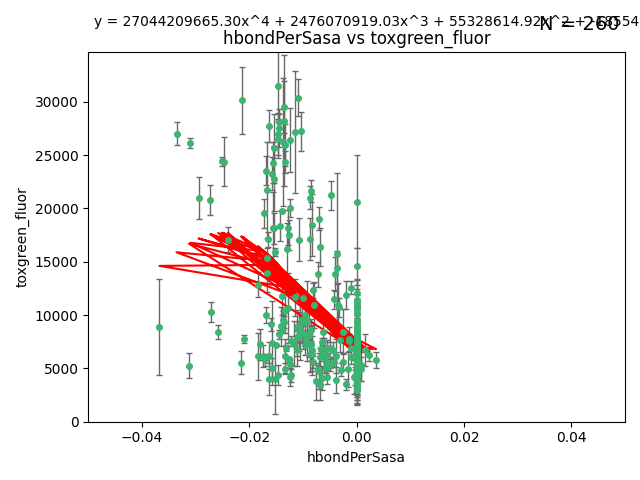 y = 27044209665.30x^4 + 2476070919.03x^3 + 55328614.92x^2 +
N = 260
hbondPerSasa vs toxgreen_fluor
30000
25000
20000
15000
10000
5000
0
toxgreen_fluor
−0.04 −0.02 0.00 0.02 0.04
hbondPerSasa